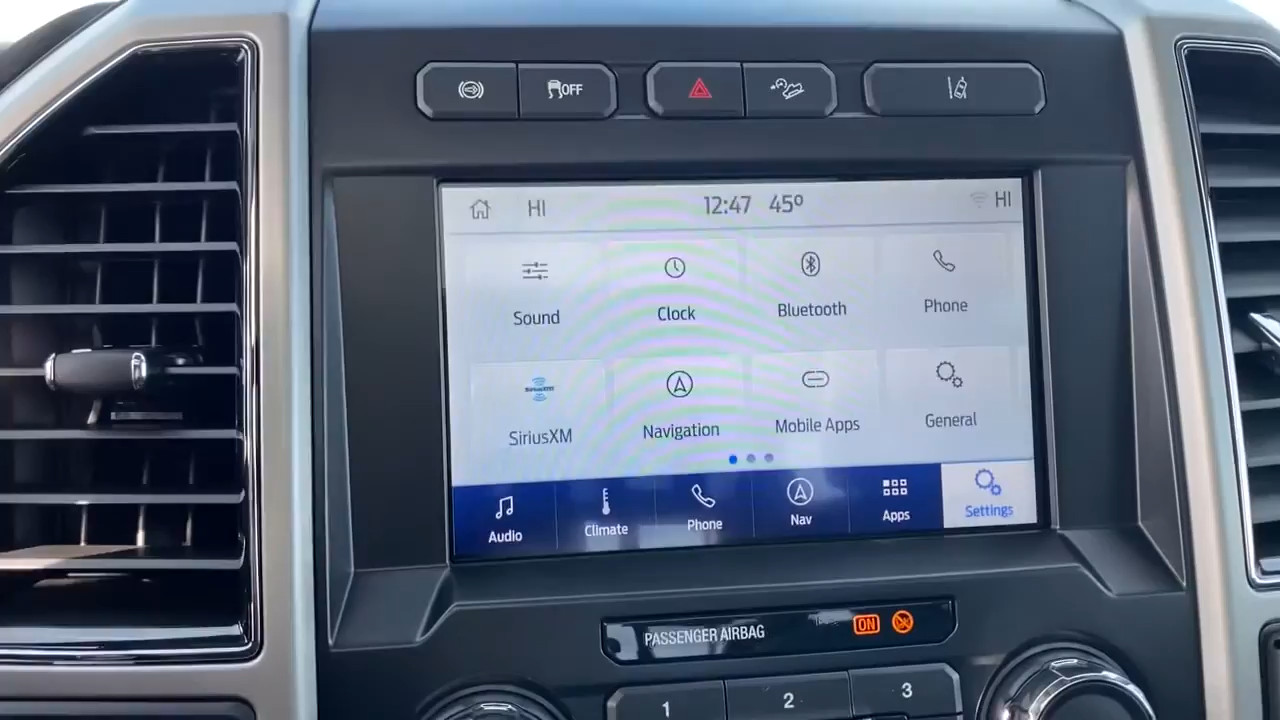 OFF
HI 12:47 45° HI
Sound Clock Bluetooth Phone
SiriusXM
SiriusXM Navigation Mobile Apps General
Audio Climate Phone Nav Apps Settings
PASSENGER AIRBAG ON
1 2 3